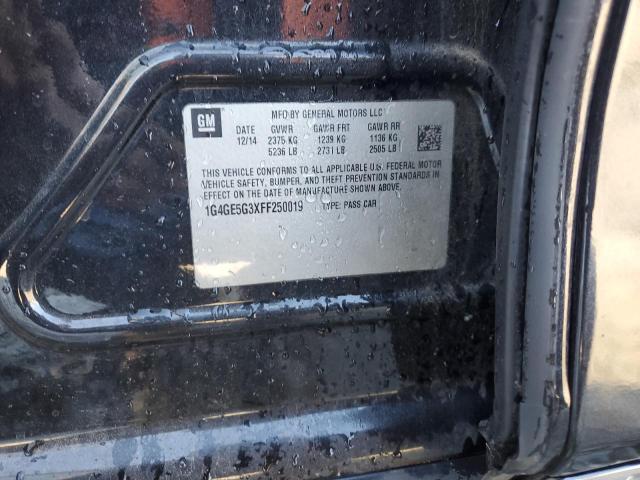 GM
MFD BY GENERAL MOTORS LLC
DATE GVWR GAWR FRT GAWR RR
12/14 2375 KG 1239 KG 1136 KG
5236 LB 2731 LB 2505 LB
THIS VEHICLE CONFORMS TO ALL APPLICABLE U.S. FEDERAL MOTOR
VEHICLE SAFETY, BUMPER, AND THEFT PREVENTION STANDARDS IN
EFFECT ON THE DATE OF MANUFACTURE SHOWN ABOVE.
1G4GE5G3XFF250019 TYPE: PASS CAR